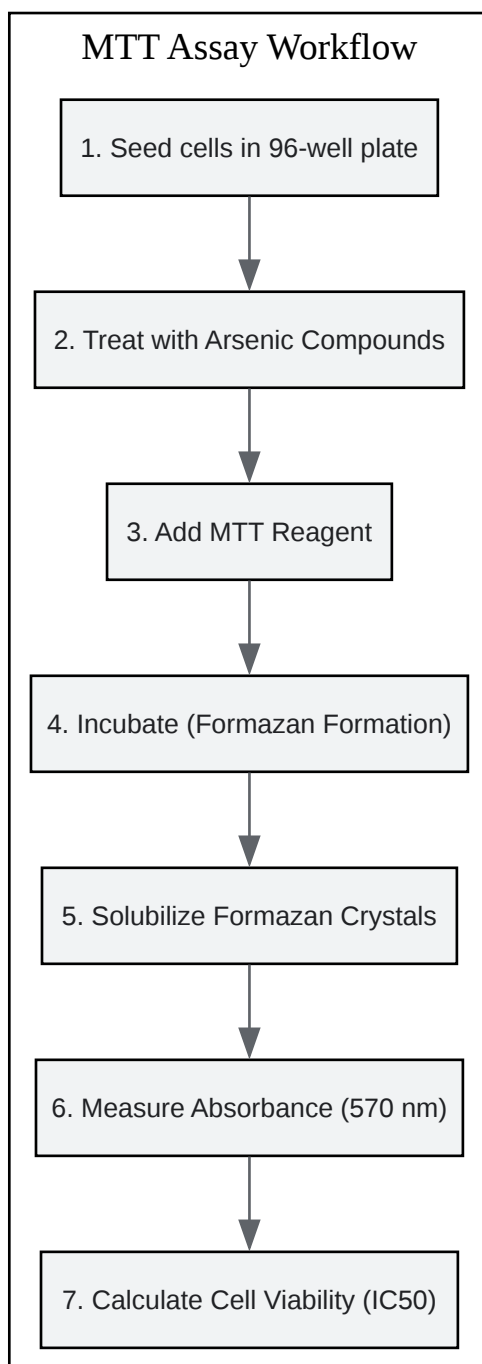 MTT Assay Workflow
1. Seed cells in 96-well plate
2. Treat with Arsenic Compounds
3. Add MTT Reagent
4. Incubate (Formazan Formation)
5. Solubilize Formazan Crystals
6. Measure Absorbance (570 nm)
7. Calculate Cell Viability (IC50)